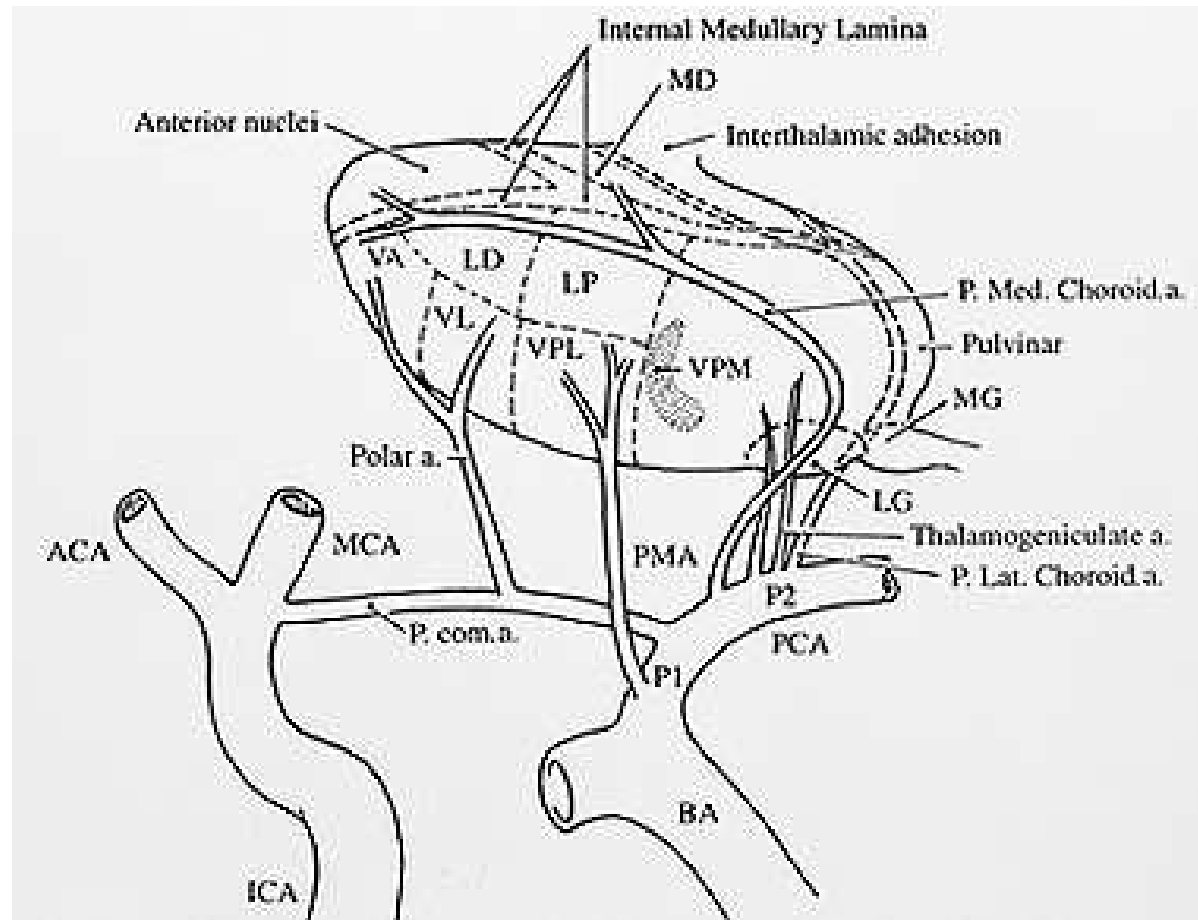 Internal Medullary Lamina
MD
Anterior nuclei
Interthalamic adhesion
VA
LD
LP
P. Med. Choroid.a.
VL
VPL
VPM
Pulvinar
MG
Polar a.
LG
ACA
MCA
PMA
Thalamogeniculate a.
P. Lat. Choroid.a.
P2
P. com.a.
PCA
P1
BA
ICA